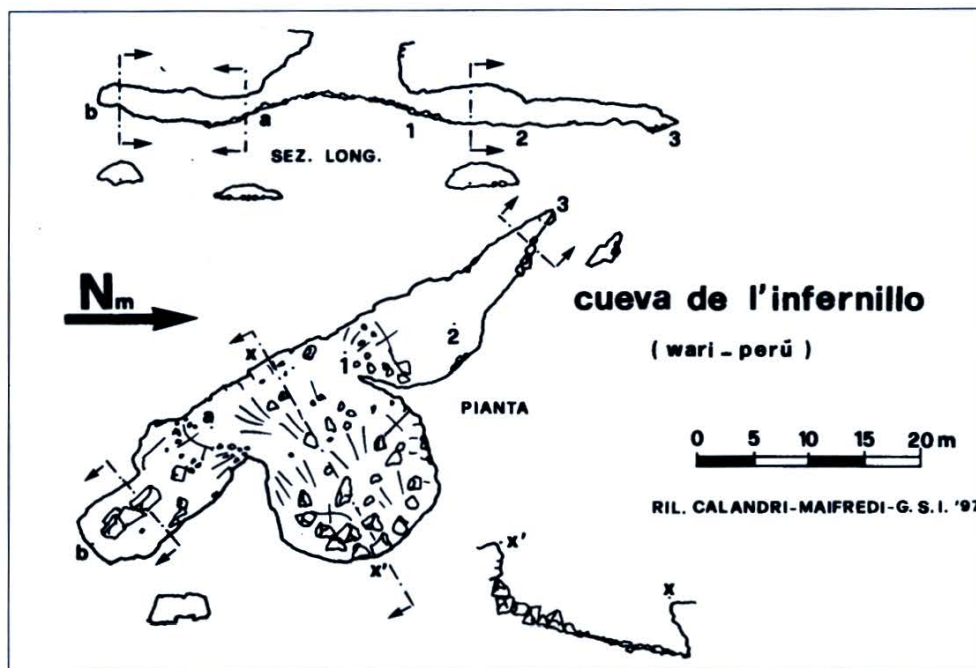 b
a
1
2
3
SEZ. LONG.
3
Nm
cueva de l'infernillo
x
2
( wari - perú )
1
PIANTA
a
0 5 10 15 20 m
RIL. CALANDRI-MAIFREDI-G. S. I. '97
b
x'
x'
x